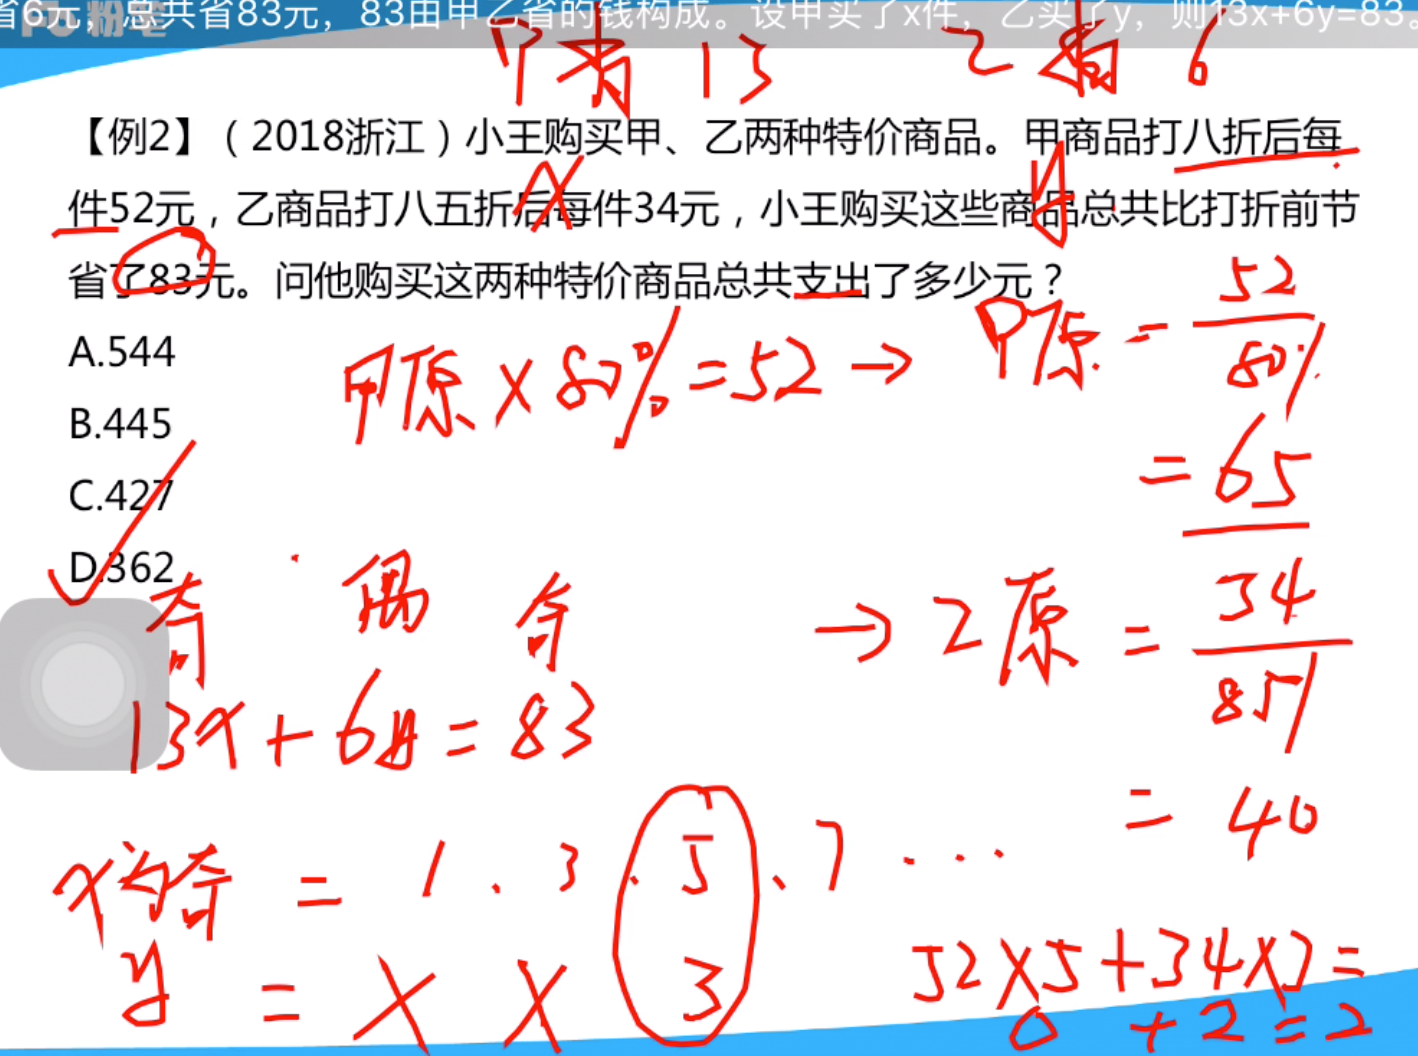 省6元，总共省83元，83由甲乙省的钱构成。设甲买了x件，乙买了y，则13x+6y=83。
甲省 13 乙省 6
【例2】（2018浙江）小王购买甲、乙两种特价商品。甲商品打八折后每
件52元，乙商品打八五折后每件34元，小王购买这些商品总共比打折前节
省了83元。问他购买这两种特价商品总共支出了多少元？
x y
A.544
B.445
C.427
D.362
甲原×80%=52→甲原=52/80%
=65
→乙原=34/85%
=40
奇 偶 奇
13x+6y=83
x为奇=1.3.5、7...
y=× × 3
52×5+34×3=
0+2=2